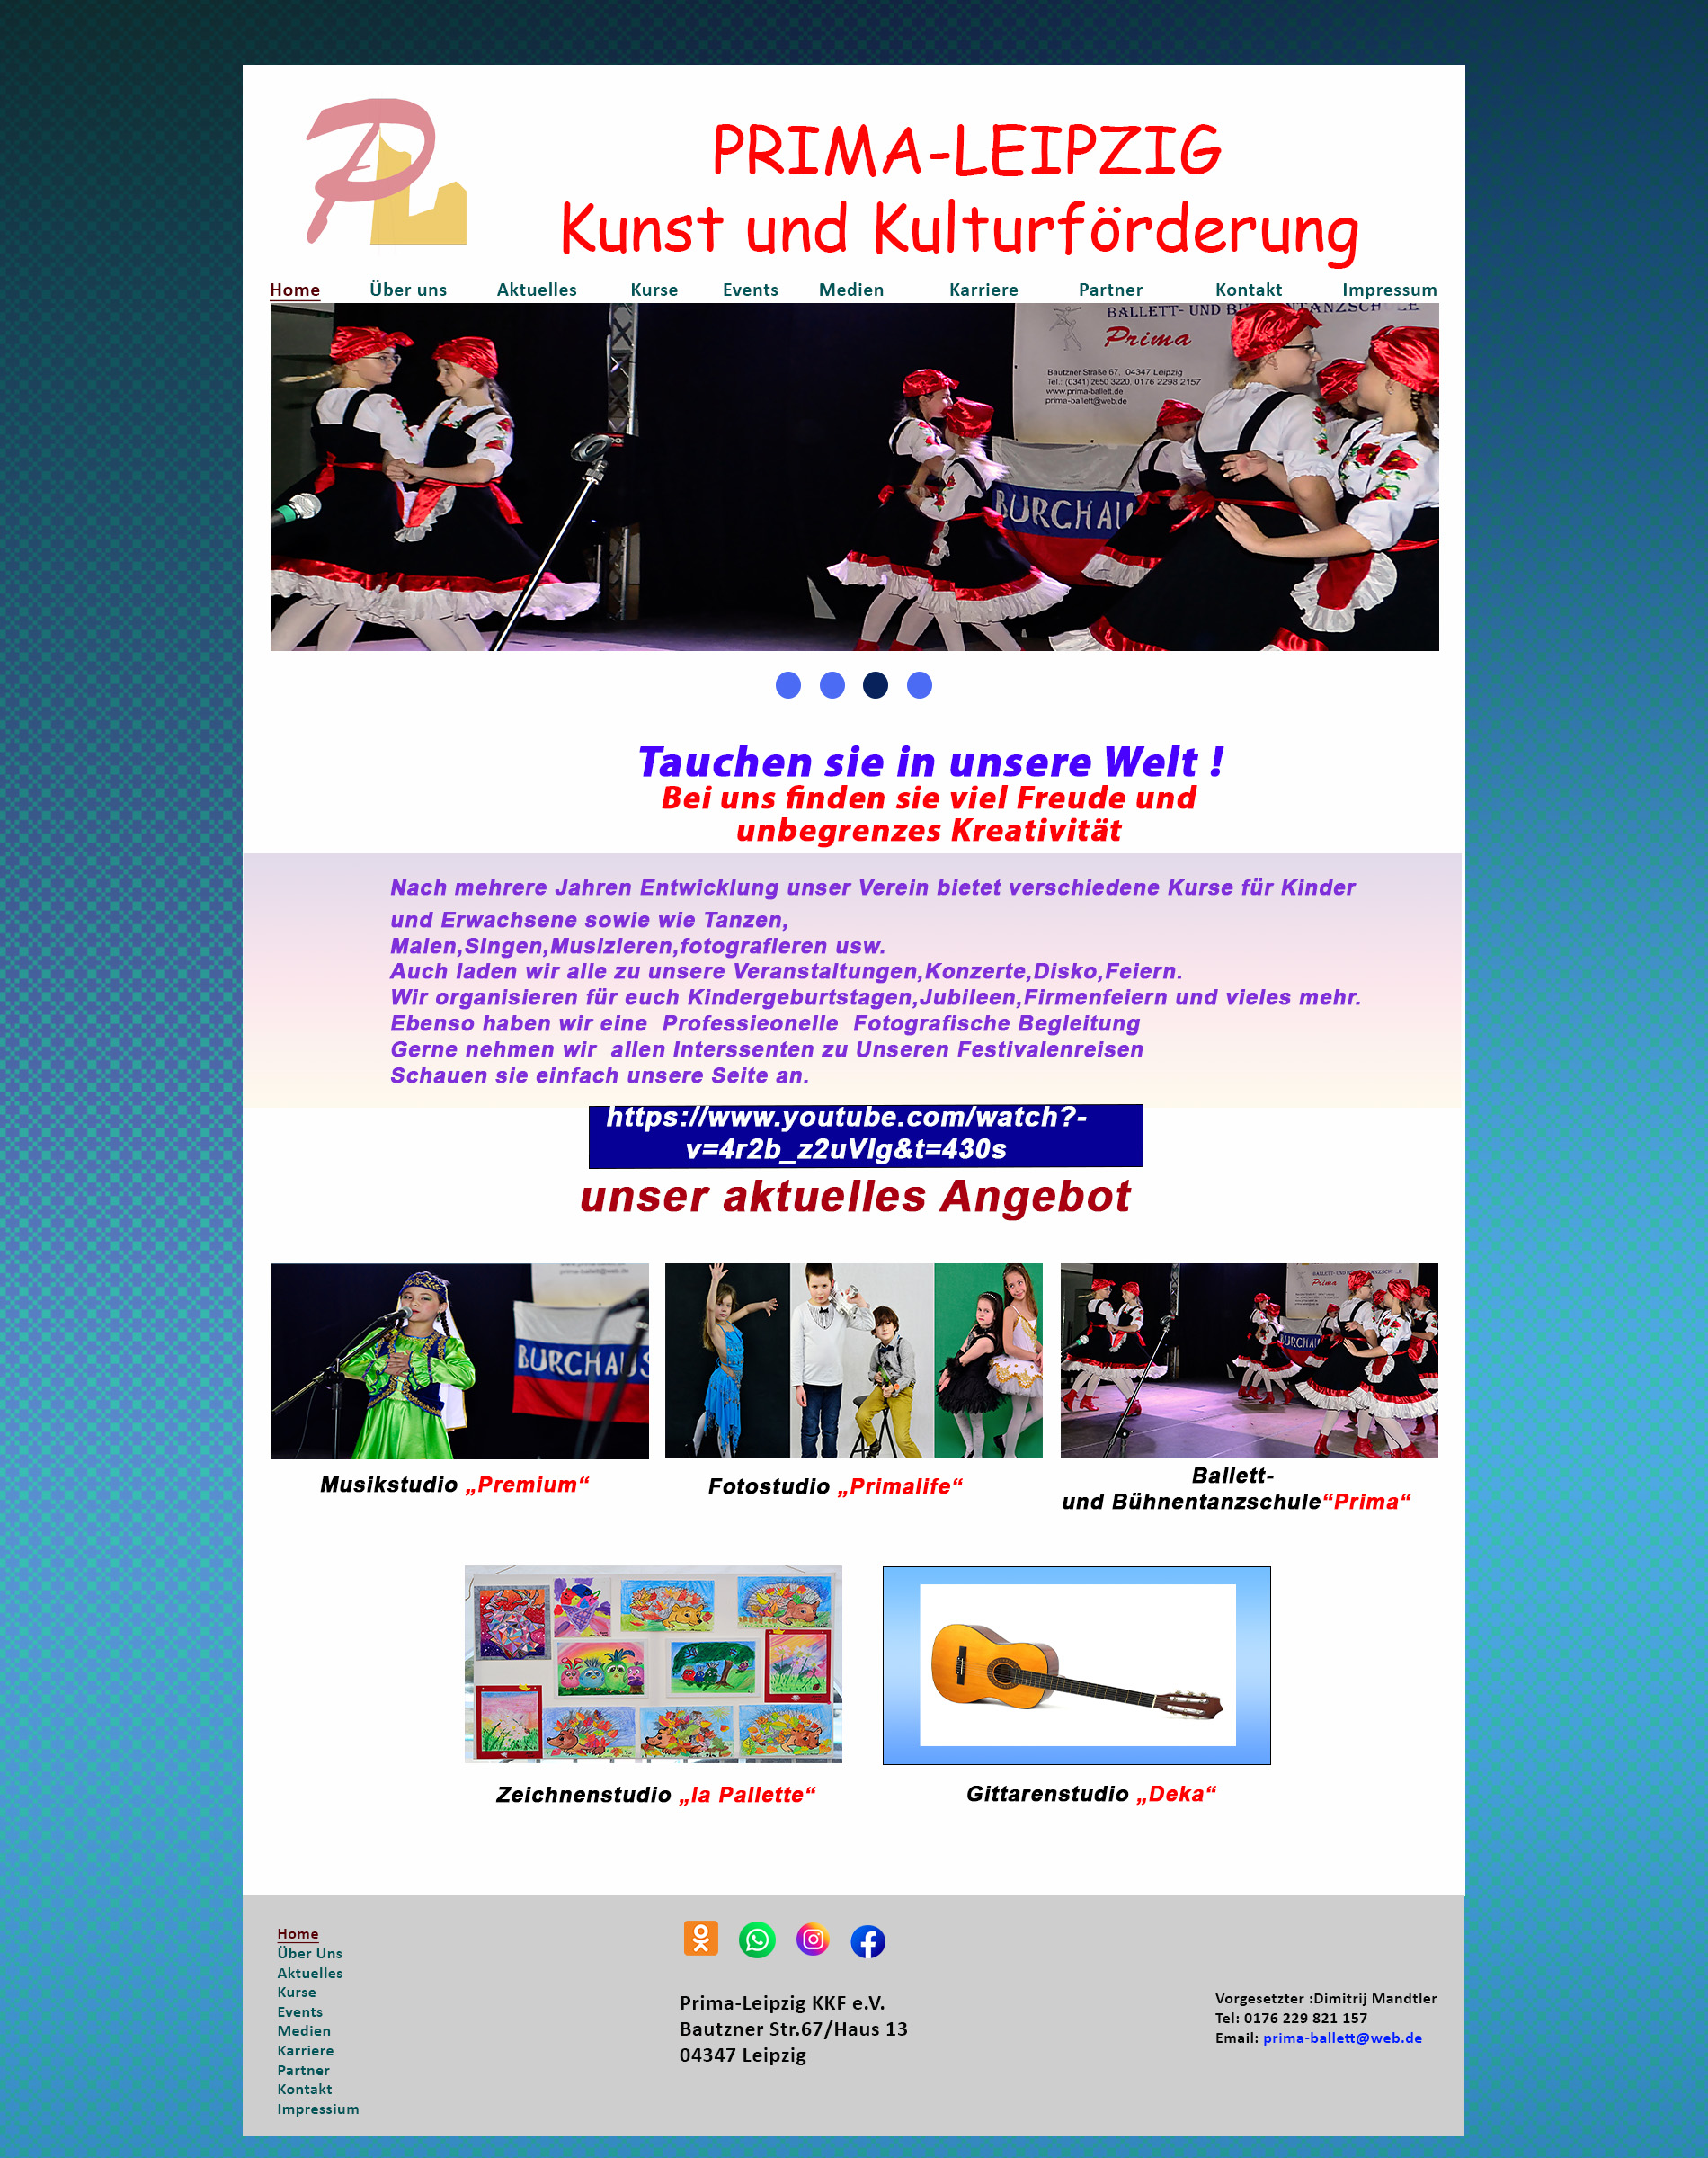 PL
PRIMA-LEIPZIG
Kunst und Kulturförderung
Home Über uns Aktuelles Kurse Events Medien Karriere Partner Kontakt Impressum
Prima
Bautzner Straße 67, 04347 Leipzig
Tel.: (0341) 2650 3220, 0176 2298 2157
www.prima-ballett.de
prima-ballett@web.de
BURCHAUS
Tauchen sie in unsere Welt !
Bei uns finden sie viel Freude und
unbegrenzes Kreativität
Nach mehrere Jahren Entwicklung unser Verein bietet verschiedene Kurse für Kinder
und Erwachsene sowie wie Tanzen,
Malen,SIngen,Musizieren,fotografieren usw.
Auch laden wir alle zu unsere Veranstaltungen,Konzerte,Disko,Feiern.
Wir organisieren für euch Kindergeburtstagen,Jubileen,Firmenfeiern und vieles mehr.
Ebenso haben wir eine Professieonelle Fotografische Begleitung
Gerne nehmen wir allen Interssenten zu Unseren Festivalenreisen
Schauen sie einfach unsere Seite an.
https://www.youtube.com/watch?-
v=4r2b_z2uVIg&t=430s
unser aktuelles Angebot
prima-ballett@web.de
BURCHAUS
Prima
BURCHAUS
Musikstudio „Premium“
Fotostudio „Primalife“
Ballett-
und Bühnentanzschule“Prima“
Zeichnenstudio „la Pallette“
Gittarenstudio „Deka“
Home
Über Uns
Aktuelles
Kurse
Events
Medien
Karriere
Partner
Kontakt
Impressium
Prima-Leipzig KKF e.V.
Bautzner Str.67/Haus 13
04347 Leipzig
Vorgesetzter :Dimitrij Mandtler
Tel: 0176 229 821 157
Email: prima-ballett@web.de